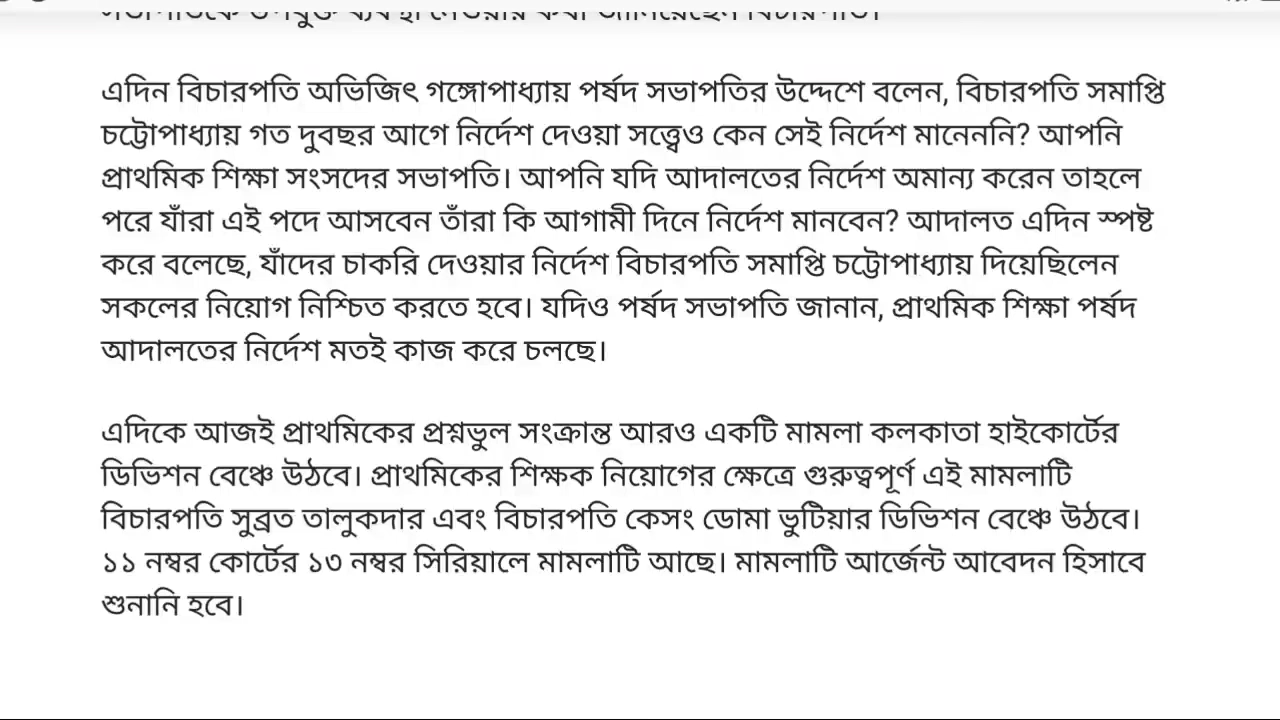 এদিন বিচারপতি অভিজিৎ গঙ্গোপাধ্যায় পর্ষদ সভাপতির উদ্দেশে বলেন, বিচারপতি সমাপ্তি
চট্টোপাধ্যায় গত দুবছর আগে নির্দেশ দেওয়া সত্ত্বেও কেন সেই নির্দেশ মানেননি? আপনি
প্রাথমিক শিক্ষা সংসদের সভাপতি। আপনি যদি আদালতের নির্দেশ অমান্য করেন তাহলে
পরে যাঁরা এই পদে আসবেন তাঁরা কি আগামী দিনে নির্দেশ মানবেন? আদালত এদিন স্পষ্ট
করে বলেছে, যাঁদের চাকরি দেওয়ার নির্দেশ বিচারপতি সমাপ্তি চট্টোপাধ্যায় দিয়েছিলেন
সকলের নিয়োগ নিশ্চিত করতে হবে। যদিও পর্ষদ সভাপতি জানান, প্রাথমিক শিক্ষা পর্ষদ
আদালতের নির্দেশ মতই কাজ করে চলছে।
এদিকে আজই প্রাথমিকের প্রশ্নভুল সংক্রান্ত আরও একটি মামলা কলকাতা হাইকোর্টের
ডিভিশন বেঞ্চে উঠবে। প্রাথমিকের শিক্ষক নিয়োগের ক্ষেত্রে গুরুত্বপূর্ণ এই মামলাটি
বিচারপতি সুব্রত তালুকদার এবং বিচারপতি কেসং ডোমা ভুটিয়ার ডিভিশন বেঞ্চে উঠবে।
১১ নম্বর কোর্টের ১৩ নম্বর সিরিয়ালে মামলাটি আছে। মামলাটি আর্জেন্ট আবেদন হিসাবে
শুনানি হবে।